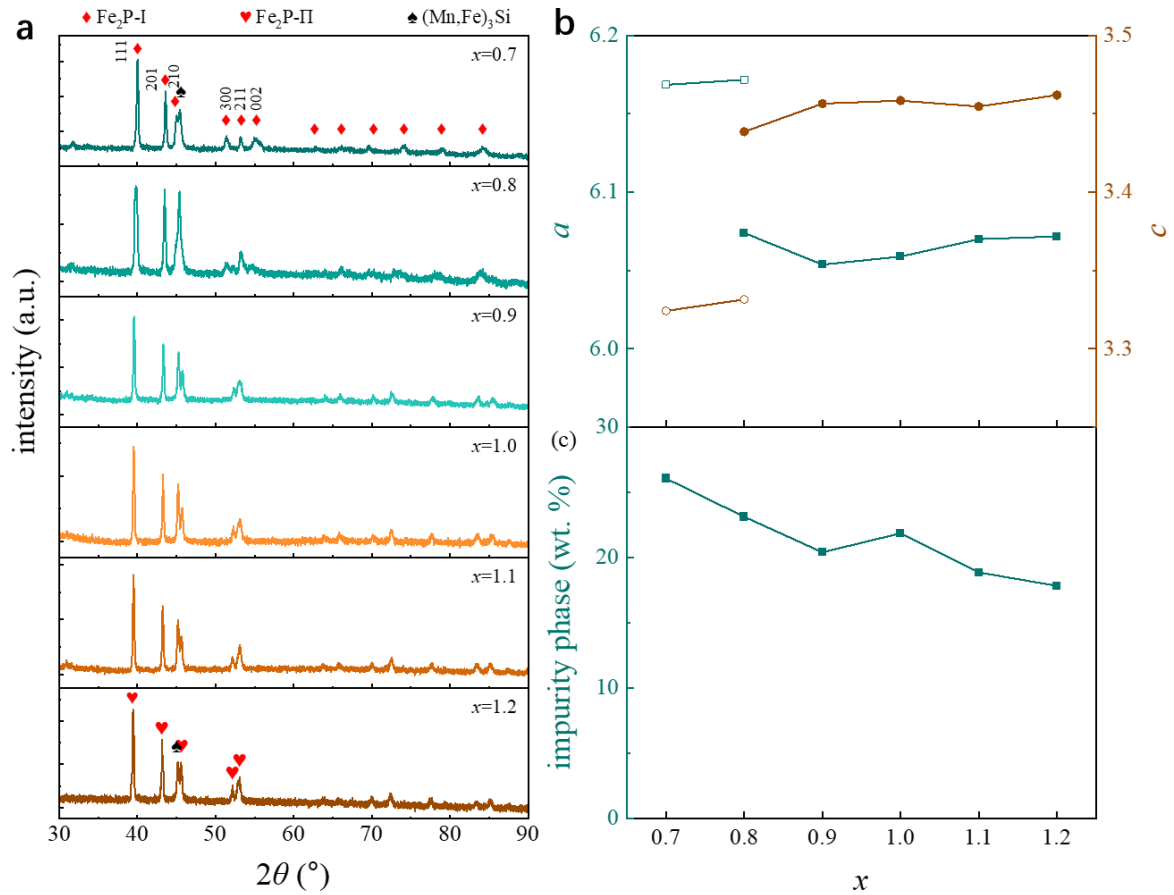 ♦ Fe₂P-I ♥ Fe₂P-Π ♠ (Mn,Fe)₃Si
a
111
201
210
300
211
002
x=0.7
x=0.8
x=0.9
x=1.0
x=1.1
x=1.2
intensity (a.u.)
30 40 50 60 70 80 90
2θ (°)
b
6.2
6.1
6.0
a
3.5
3.4
3.3
c
(c)
30
20
10
0
impurity phase (wt. %)
0.7 0.8 0.9 1.0 1.1 1.2
x